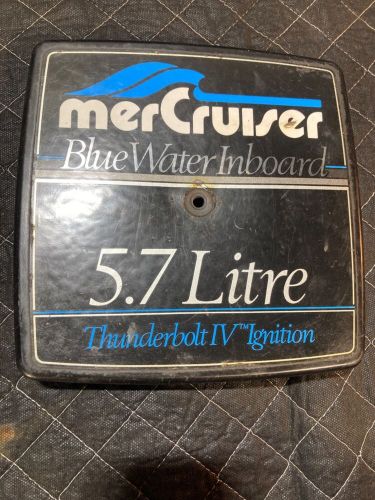 merCruiser
Blue Water Inboard
5.7 Litre
Thunderbolt IV™ Ignition